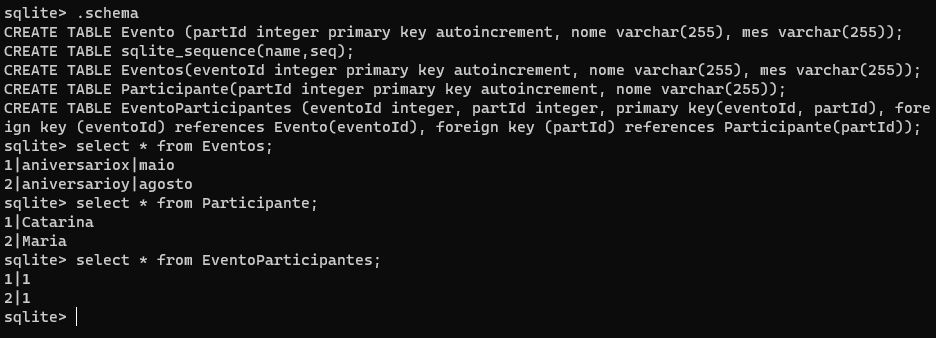 sqlite> .schema
CREATE TABLE Evento (partId integer primary key autoincrement, nome varchar(255), mes varchar(255));
CREATE TABLE sqlite_sequence(name,seq);
CREATE TABLE Eventos(eventoId integer primary key autoincrement, nome varchar(255), mes varchar(255));
CREATE TABLE Participante(partId integer primary key autoincrement, nome varchar(255));
CREATE TABLE EventoParticipantes (eventoId integer, partId integer, primary key(eventoId, partId), fore
ign key (eventoId) references Evento(eventoId), foreign key (partId) references Participante(partId));
sqlite> select * from Eventos;
1|aniversariox|maio
2|aniversarioy|agosto
sqlite> select * from Participante;
1|Catarina
2|Maria
sqlite> select * from EventoParticipantes;
1|1
2|1
sqlite>